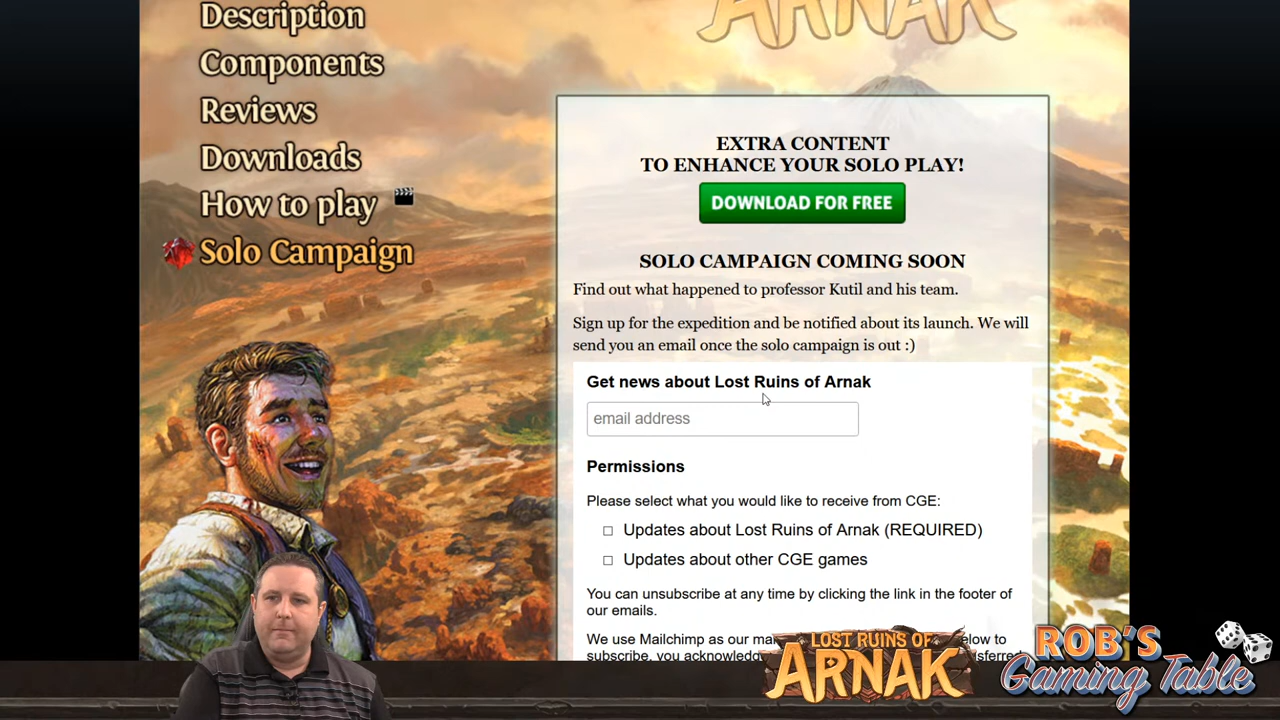 ARNAK
Description
Components
Reviews
Downloads
How to play
Solo Campaign
EXTRA CONTENT
TO ENHANCE YOUR SOLO PLAY!
DOWNLOAD FOR FREE
SOLO CAMPAIGN COMING SOON
Find out what happened to professor Kutil and his team.
Sign up for the expedition and be notified about its launch. We will
send you an email once the solo campaign is out :)
Get news about Lost Ruins of Arnak
email address
Permissions
Please select what you would like to receive from CGE:
Updates about Lost Ruins of Arnak (REQUIRED)
Updates about other CGE games
You can unsubscribe at any time by clicking the link in the footer of
our emails.
We use Mailchimp as our to
subscribe, you
LOST RUINS OF
ARNAK
ROB'S
Gaming Table